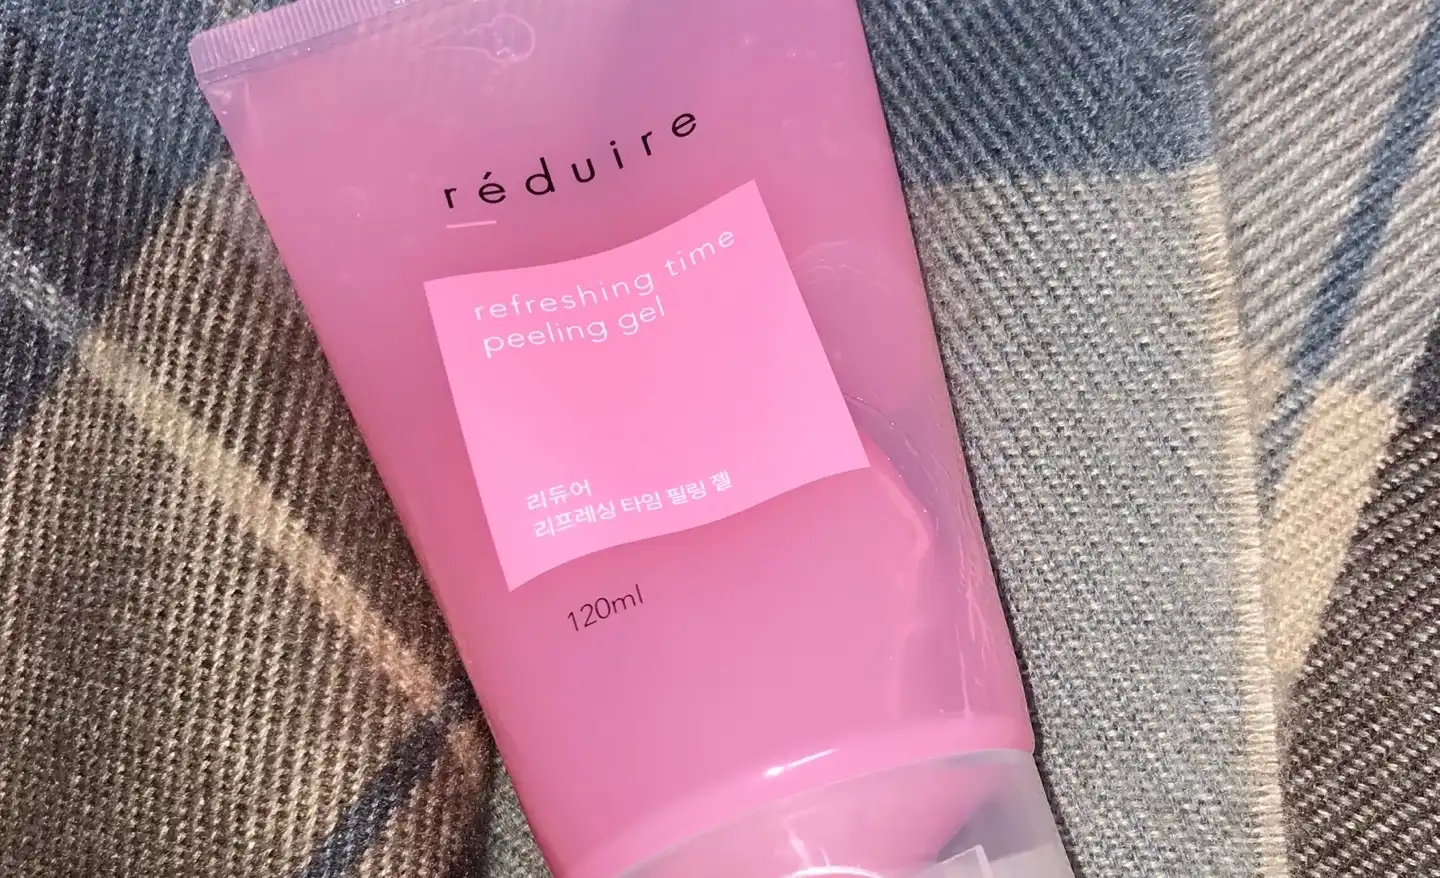 réduire
refreshing time
peeling gel
리듀어
리프레싱 타임 필링 젤
120ml